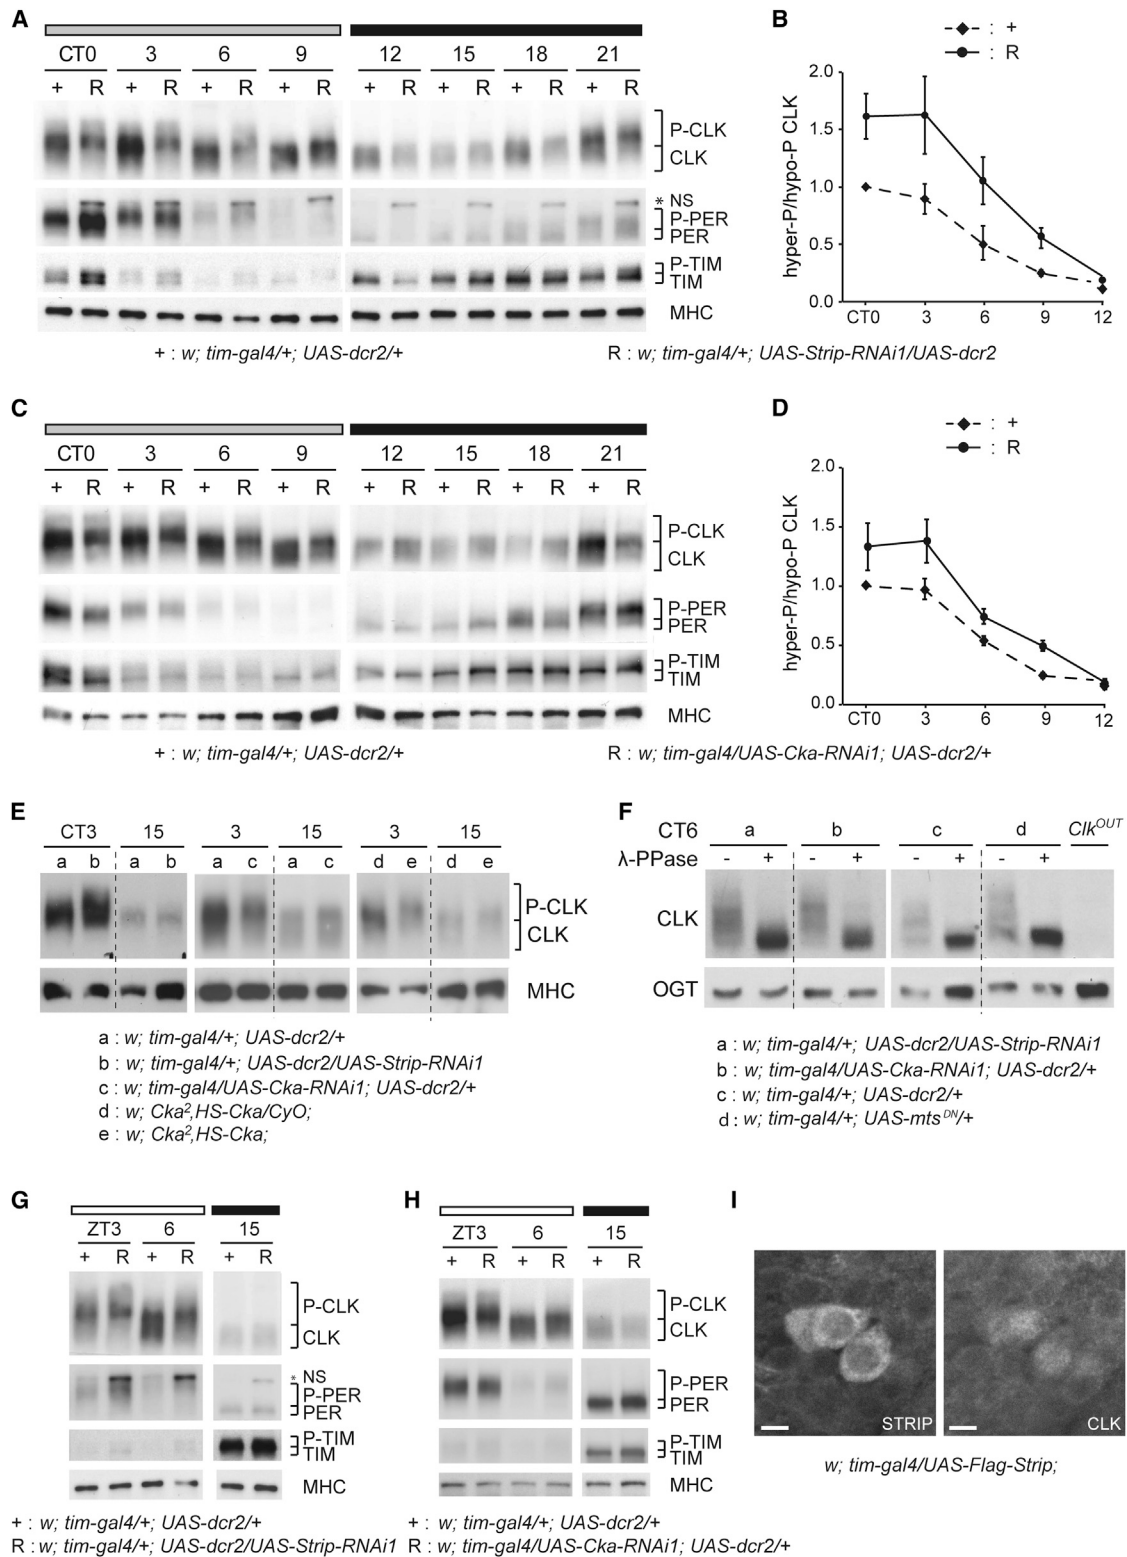 A
CT0 3 6 9 12 15 18 21
+ R + R + R + R + R + R + R + R
P-CLK
CLK
* NS
P-PER
PER
P-TIM
TIM
MHC
+ : w; tim-gal4/+; UAS-dcr2/+
R : w; tim-gal4/+; UAS-Strip-RNAi1/UAS-dcr2
B
: +
: R
hyper-P/hypo-P CLK
2.0
1.5
1.0
0.5
0.0
CT0 3 6 9 12
C
CT0 3 6 9 12 15 18 21
+ R + R + R + R + R + R + R + R
P-CLK
CLK
P-PER
PER
P-TIM
TIM
MHC
+ : w; tim-gal4/+; UAS-dcr2/+
R : w; tim-gal4/UAS-Cka-RNAi1; UAS-dcr2/+
D
: +
: R
hyper-P/hypo-P CLK
2.0
1.5
1.0
0.5
0.0
CT0 3 6 9 12
E
CT3 15 3 15 3 15
a b a b a c a c d e d e
P-CLK
CLK
MHC
a : w; tim-gal4/+; UAS-dcr2/+
b : w; tim-gal4/+; UAS-dcr2/UAS-Strip-RNAi1
c : w; tim-gal4/UAS-Cka-RNAi1; UAS-dcr2/+
d : w; Cka2,HS-Cka/CyO;
e : w; Cka2,HS-Cka;
F
CT6 a b c d ClkOUT
λ-PPase - + - + - + - +
CLK
OGT
a : w; tim-gal4/+; UAS-dcr2/UAS-Strip-RNAi1
b : w; tim-gal4/UAS-Cka-RNAi1; UAS-dcr2/+
c : w; tim-gal4/+; UAS-dcr2/+
d : w; tim-gal4/+; UAS-mtsDN/+
G
ZT3 6 15
+ R + R + R
P-CLK
CLK
* NS
P-PER
PER
P-TIM
TIM
MHC
+ : w; tim-gal4/+; UAS-dcr2/+
R : w; tim-gal4/+; UAS-dcr2/UAS-Strip-RNAi1
H
ZT3 6 15
+ R + R + R
P-CLK
CLK
P-PER
PER
P-TIM
TIM
MHC
+ : w; tim-gal4/+; UAS-dcr2/+
R : w; tim-gal4/UAS-Cka-RNAi1; UAS-dcr2/+
I
STRIP CLK
w; tim-gal4/UAS-Flag-Strip;